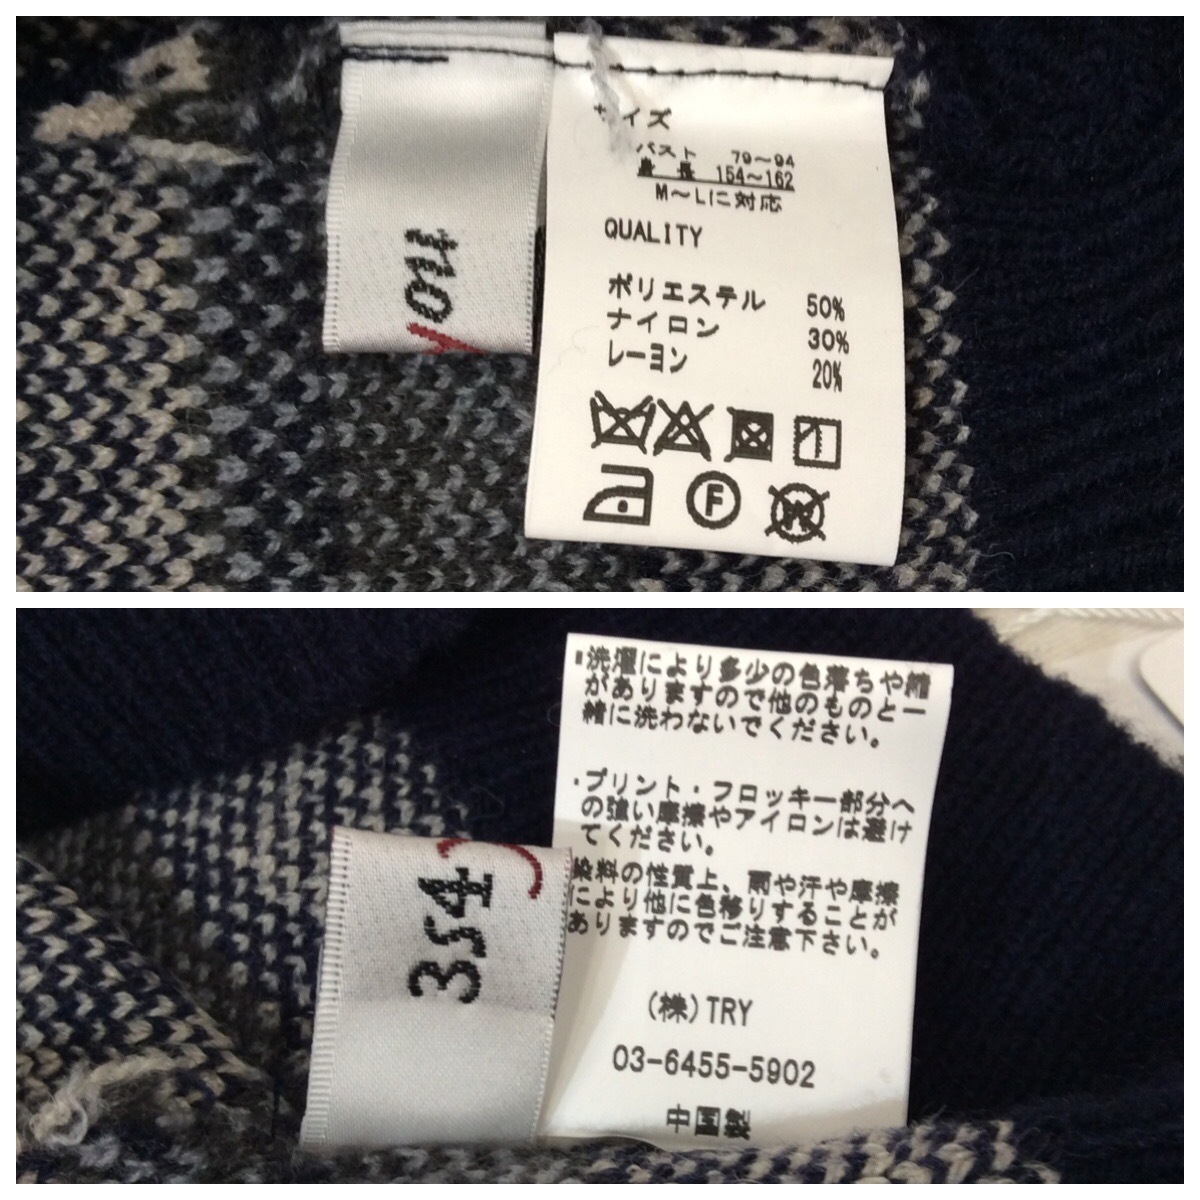 サイズ
バスト 79〜94
身長 154〜162
M〜Lに対応
QUALITY
ポリエステル 50%
ナイロン 30%
レーヨン 20%
F
W
you
354
・洗濯により多少の色落ちや縮
がありますので他のものと一
緒に洗わないでください。
・プリント・フロッキー部分へ
の強い摩擦やアイロンは避け
てください。
染料の性質上、雨や汗や摩擦
により他に色移りすることが
ありますのでご注意下さい。
(株)TRY
03-6455-5902
中国製